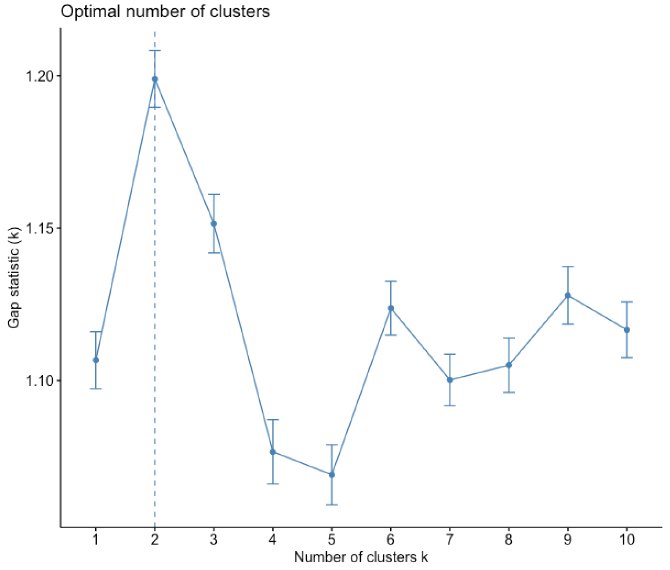 Optimal number of clusters
Gap statistic (k)
1.20
1.15
1.10
1 2 3 4 5 6 7 8 9 10
Number of clusters k